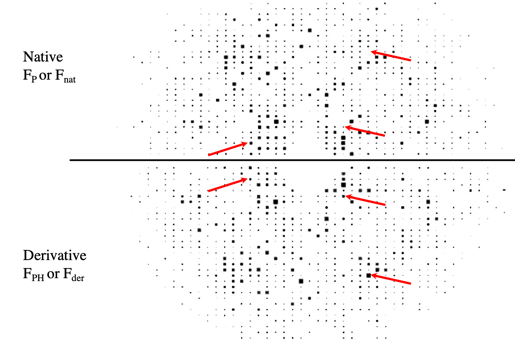 Native
FP or Fnat
Derivative
FPH or Fder